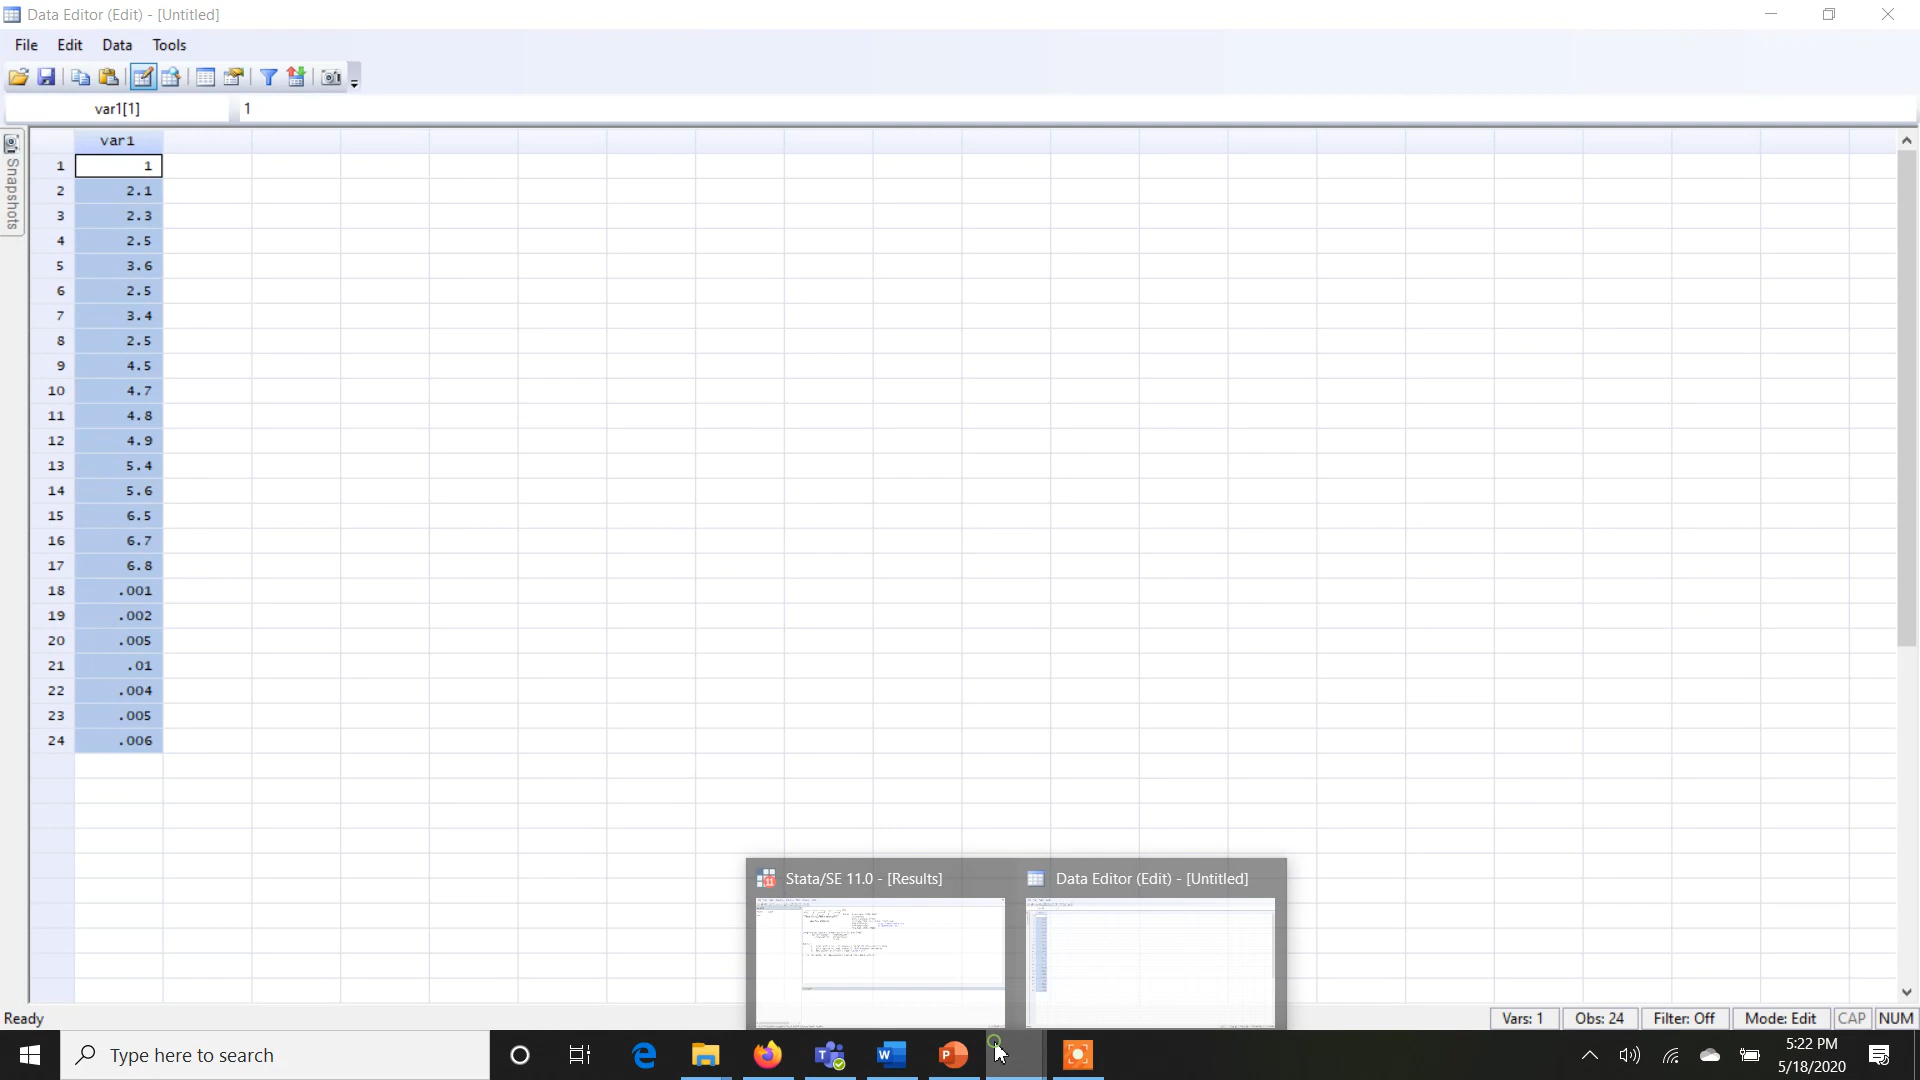 Data Editor (Edit) - [Untitled]
File Edit Data Tools
var1[1] 1
Snapshots
var1
1 1
2 2.1
3 2.3
4 2.5
5 3.6
6 2.5
7 3.4
8 2.5
9 4.5
10 4.7
11 4.8
12 4.9
13 5.4
14 5.6
15 6.5
16 6.7
17 6.8
18 .001
19 .002
20 .005
21 .01
22 .004
23 .005
24 .006
Stata/SE 11.0 - [Results] Data Editor (Edit) - [Untitled]
Ready Vars: 1 Obs: 24 Filter: Off Mode: Edit CAP NUM
Type here to search
5:22 PM
5/18/2020